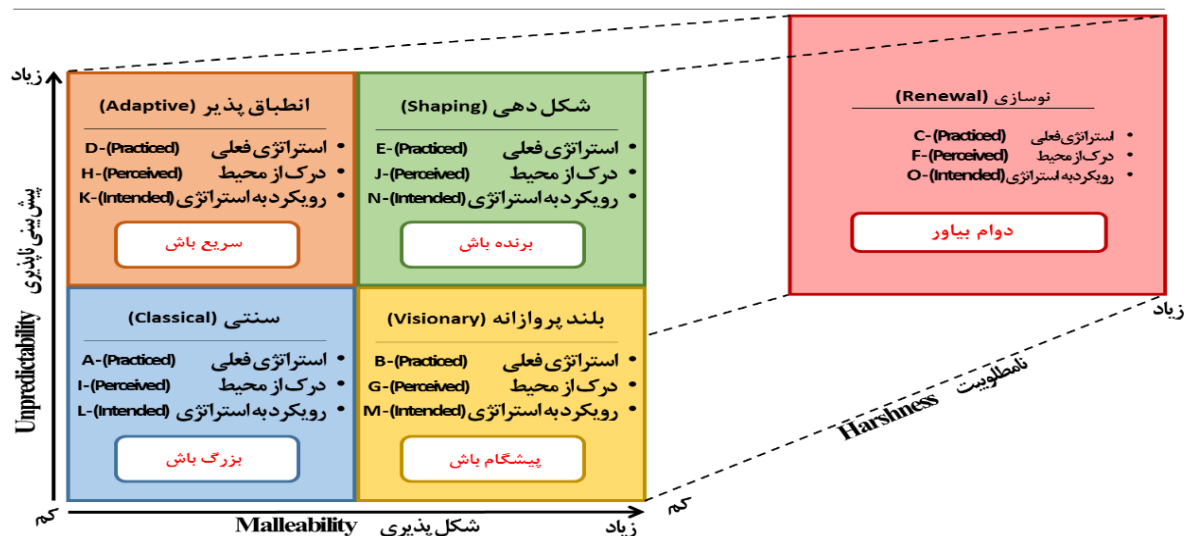 زیاد
پیش‌بینی ناپذیری
Unpredictability
کم
انطباق پذیر (Adaptive)
• استراتژی فعلی D-(Practiced)
• درک از محیط H-(Perceived)
• رویکرد به استراتژی K-(Intended)
سریع باش
شکل دهی (Shaping)
• استراتژی فعلی E-(Practiced)
• درک از محیط J-(Perceived)
• رویکرد به استراتژی N-(Intended)
برنده باش
نوسازی (Renewal)
• استراتژی فعلی C-(Practiced)
• درک از محیط F-(Perceived)
• رویکرد به استراتژی O-(Intended)
دوام بیاور
سنتی (Classical)
• استراتژی فعلی A-(Practiced)
• درک از محیط I-(Perceived)
• رویکرد به استراتژی L-(Intended)
بزرگ باش
بلند پروازانه (Visionary)
• استراتژی فعلی B-(Practiced)
• درک از محیط G-(Perceived)
• رویکرد به استراتژی M-(Intended)
پیشگام باش
زیاد
نامطلوبیت Harshness
کم
زیاد
شکل پذیری Malleability